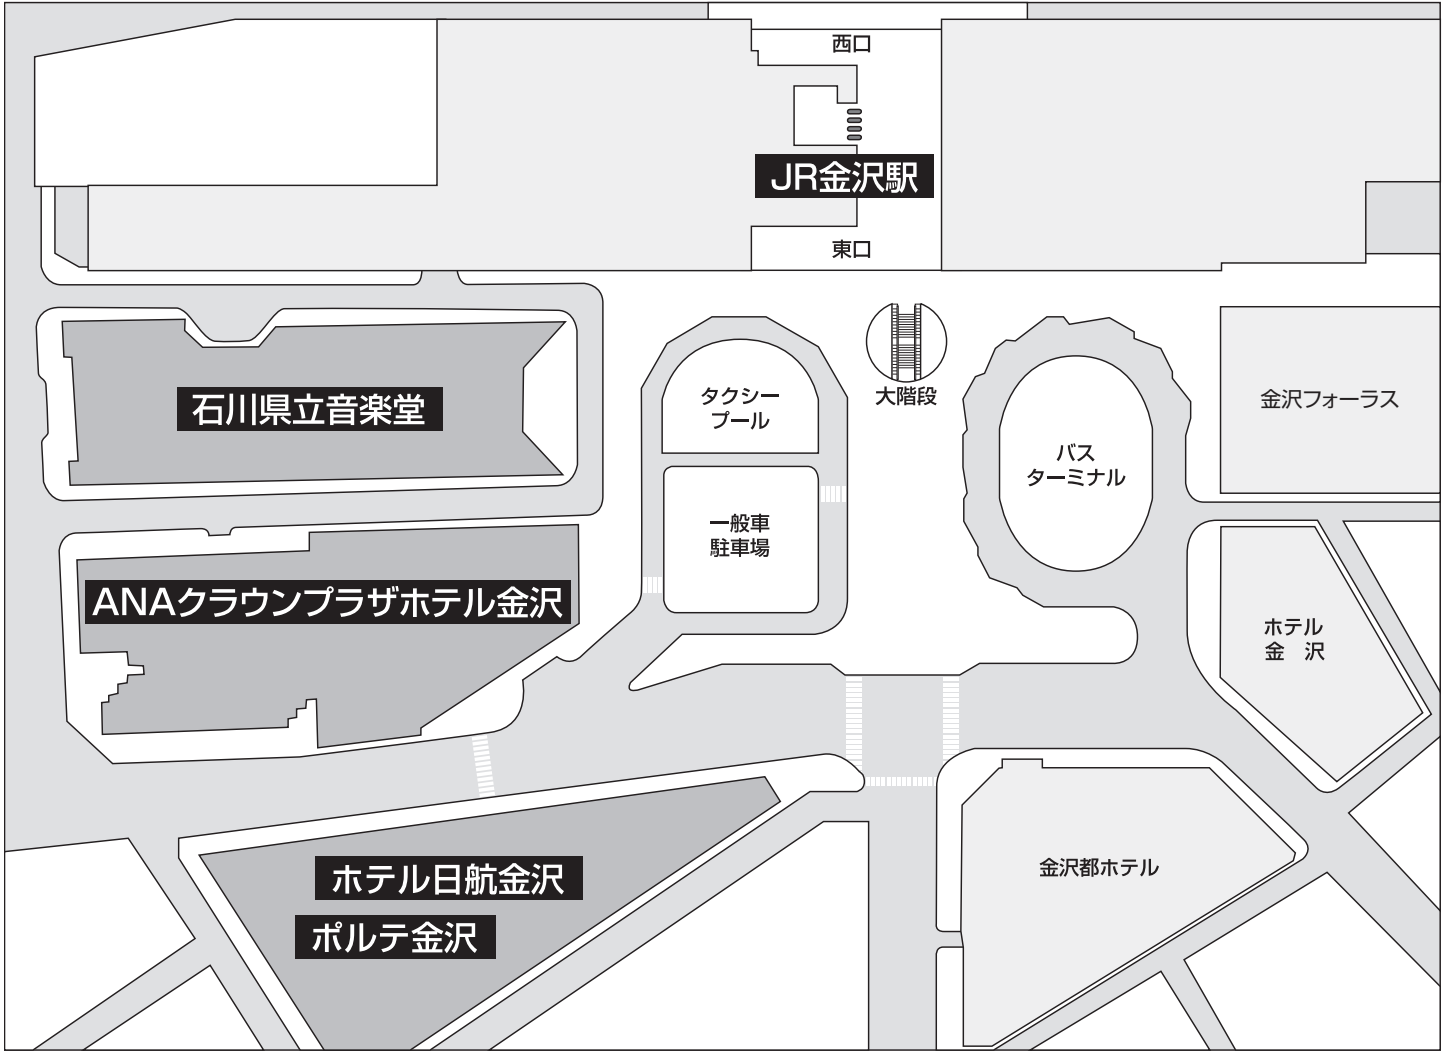 西口
JR金沢駅
東口
大階段
タクシー
プール
金沢フォーラス
石川県立音楽堂
バス
ターミナル
一般車
駐車場
ANAクラウンプラザホテル金沢
ホテル
金　沢
金沢都ホテル
ホテル日航金沢
ポルテ金沢